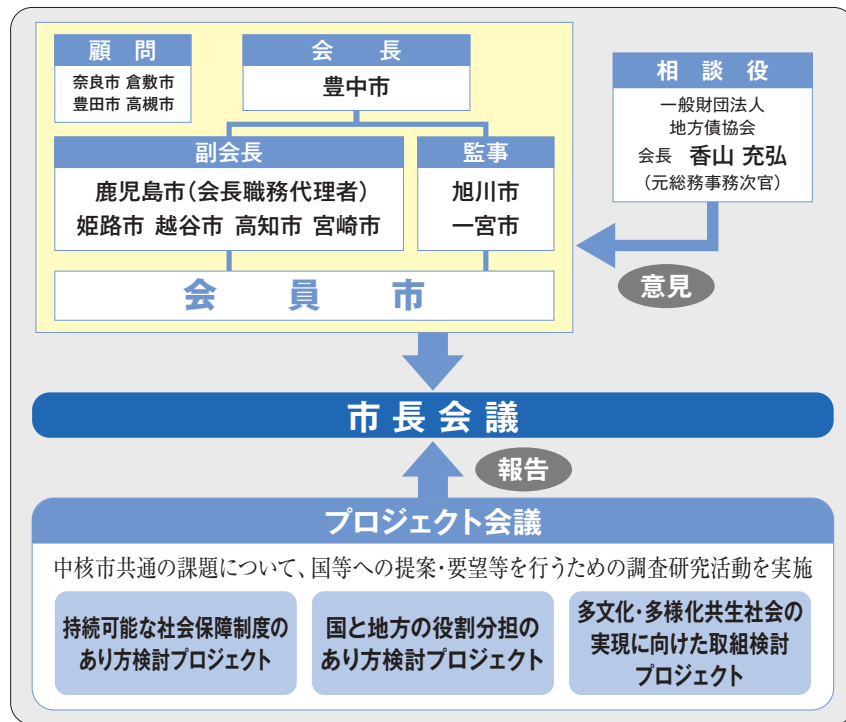 顧問
奈良市 倉敷市
豊田市 高槻市
会長
豊中市
副会長
鹿児島市(会長職務代理者)
姫路市 越谷市 高知市 宮崎市
監事
旭川市
一宮市
会員市
相談役
一般財団法人
地方債協会
会長 香山 充弘
(元総務事務次官)
意見
市長会議
報告
プロジェクト会議
中核市共通の課題について、国等への提案・要望等を行うための調査研究活動を実施
持続可能な社会保障制度の
あり方検討プロジェクト
国と地方の役割分担の
あり方検討プロジェクト
多文化・多様化共生社会の
実現に向けた取組検討
プロジェクト